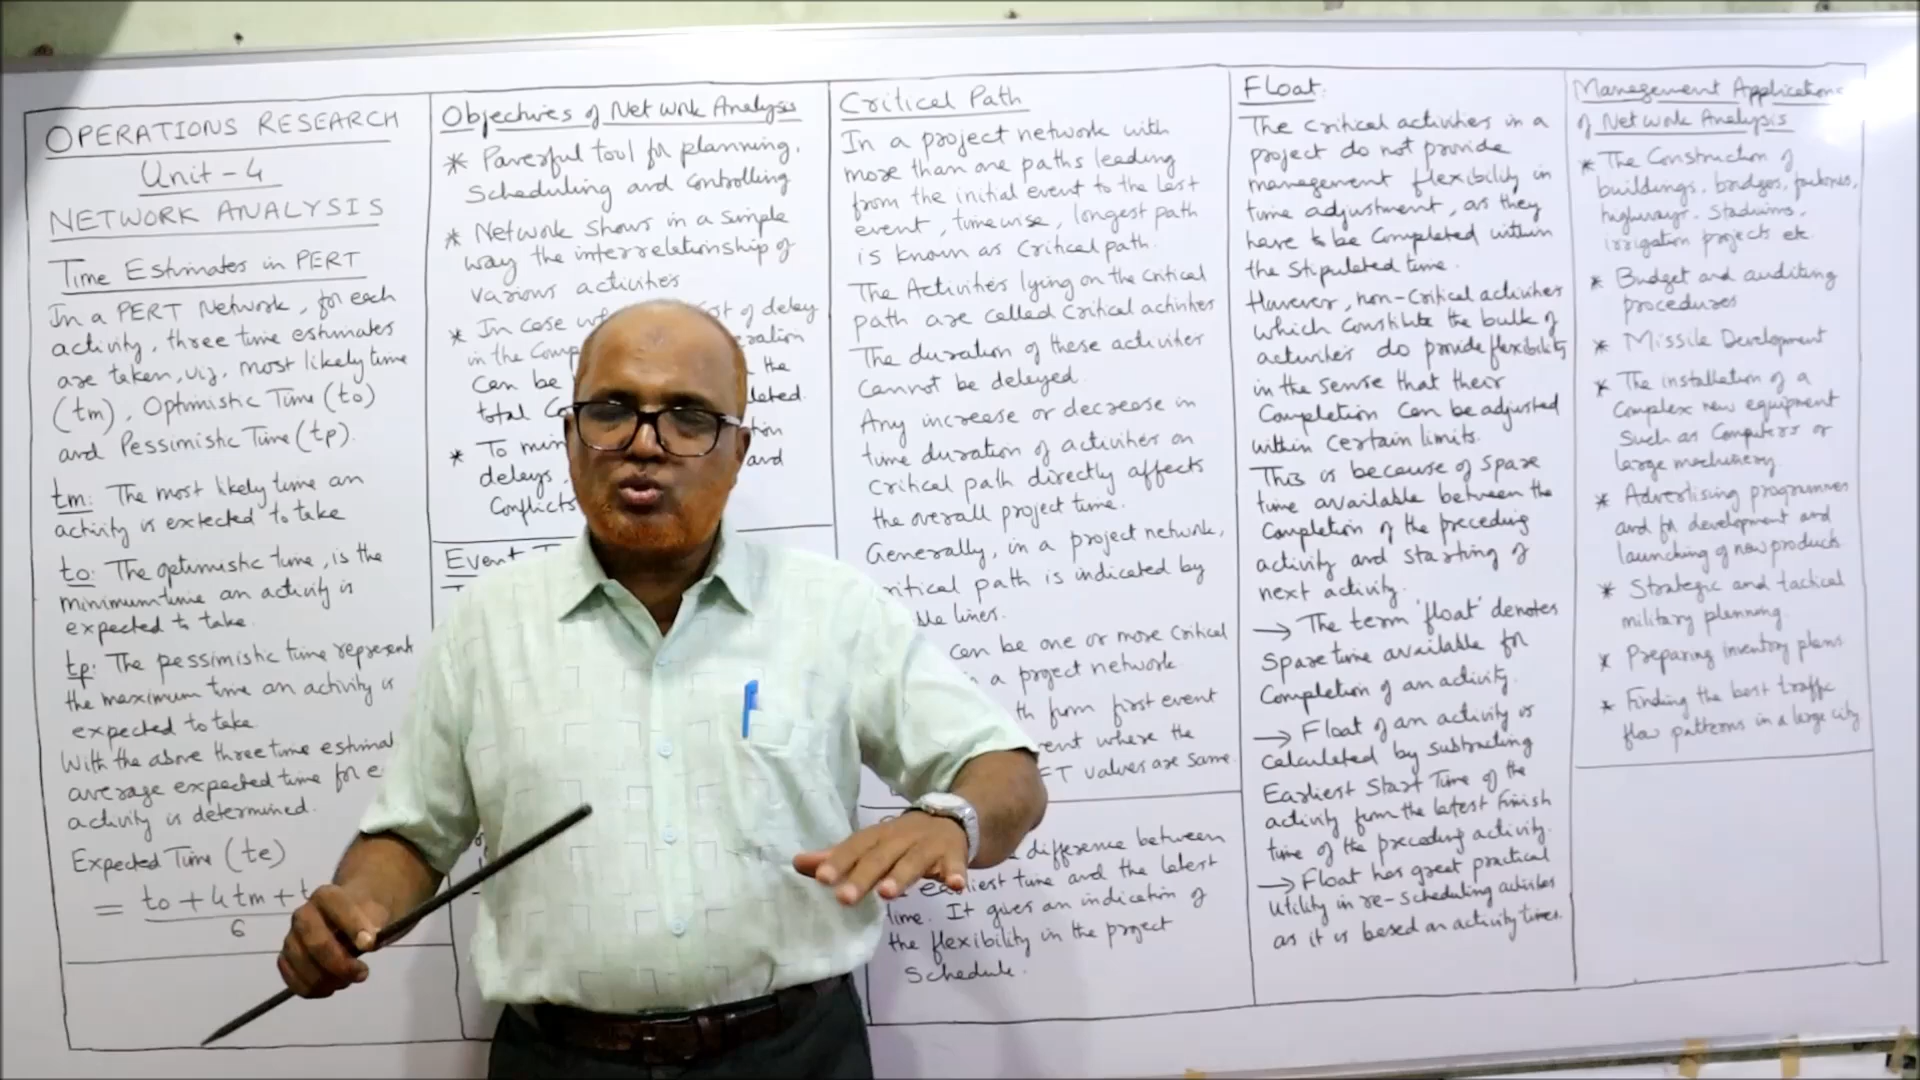 OPERATIONS RESEARCH
Unit - 4
NETWORK ANALYSIS
Time Estimates in PERT
In a PERT Network, for each
activity, three time estimates
are taken, viz, most likely time
(tm), Optimistic Time (to)
and Pessimistic Time (tp).
tm: The most likely time an
activity is exected to take
to: The optimistic time, is the
minimum time an activity is
expected to take.
tp: The pessimistic time represent
the maximum time an activity is
expected to take.
With the above three time estimat
average expected time for e
activity is determined.
Expected Time (te)
= to + 4tm + t
6
Objectives of Network Analysis
* Powerful tool for planning,
Scheduling and Controlling
* Network shows in a simple
way the interrelationship of
various activities
* In case of delay
in the Comp
can be the
total Co
* To min
delays, and
Conflicts
Event T
Critical Path
In a project network with
more than one paths leading
from the initial event to the last
event, timewise, longest path
is known as Critical path.
The Activities lying on the Critical
path are called Critical activities
The duration of these activities
Cannot be delayed.
Any increase or decrease in
time duration of activities on
Critical path directly affects
the overall project time.
Generally, in a project network,
ritical path is indicated by
ble lines.
can be one or more Critical
in a project network.
th from first event
ent where the
FT values are same.
difference between
earliest time and the latest
time. It gives an indication of
the flexibility in the project
Schedule.
Float:
The critical activities in a
project do not provide
management flexibility in
time adjustment, as they
have to be Completed within
the stipulated time.
However, non-Critical activities
which constitute the bulk of
activities do provide flexibility
in the sense that their
Completion Can be adjusted
within Certain limits.
This is because of spare
time available between the
Completion of the preceding
activity and starting of
next activity.
→ The term 'float' denotes
Spare time available for
Completion of an activity.
→ Float of an activity is
Calculated by subtracting
Earliest Start Time of the
activity from the latest Finish
time of the preceding activity.
→ Float has great practical
utility in re-scheduling activities
as it is based on activity times.
Management Applications
of Network Analysis
* The Construction of
buildings, bridges, factories,
highways, Stadiums,
irrigation projects etc.
* Budget and auditing
procedures
* Missile Development
* The installation of a
Complex new equipment
Such as Computers or
large machinery
* Advertising programmes
and for development and
launching of new products
* Strategic and tactical
military planning.
* Preparing inventory plans
* Finding the best traffic
flow patterns in a large city